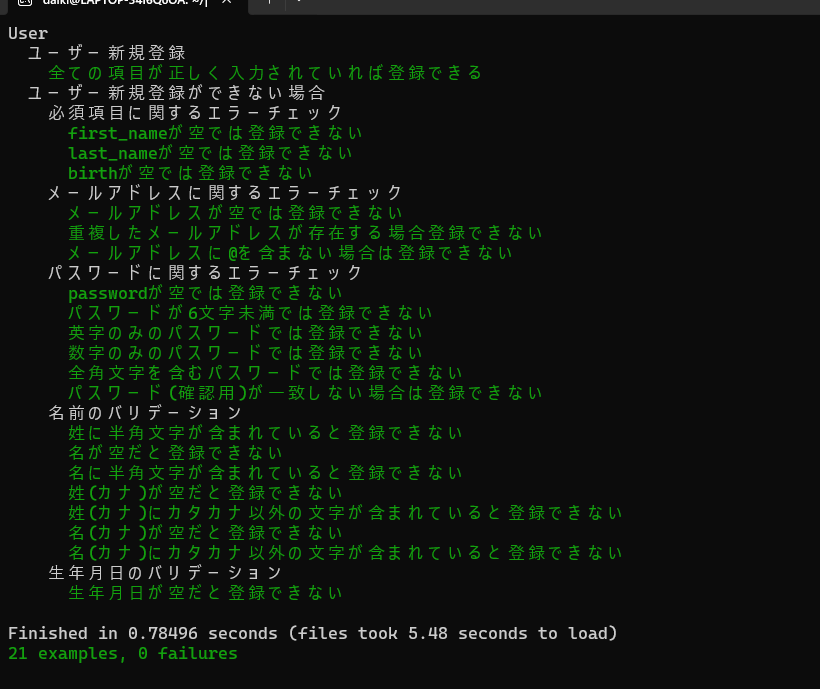 User
ユーザー新規登録
全ての項目が正しく入力されていれば登録できる
ユーザー新規登録ができない場合
必須項目に関するエラーチェック
first_nameが空では登録できない
last_nameが空では登録できない
birthが空では登録できない
メールアドレスに関するエラーチェック
メールアドレスが空では登録できない
重複したメールアドレスが存在する場合登録できない
メールアドレスに@を含まない場合は登録できない
パスワードに関するエラーチェック
passwordが空では登録できない
パスワードが6文字未満では登録できない
英字のみのパスワードでは登録できない
数字のみのパスワードでは登録できない
全角文字を含むパスワードでは登録できない
パスワード(確認用)が一致しない場合は登録できない
名前のバリデーション
姓に半角文字が含まれていると登録できない
名が空だと登録できない
名に半角文字が含まれていると登録できない
姓(カナ)が空だと登録できない
姓(カナ)にカタカナ以外の文字が含まれていると登録できない
名(カナ)が空だと登録できない
名(カナ)にカタカナ以外の文字が含まれていると登録できない
生年月日のバリデーション
生年月日が空だと登録できない
Finished in 0.78496 seconds (files took 5.48 seconds to load)
21 examples, 0 failures